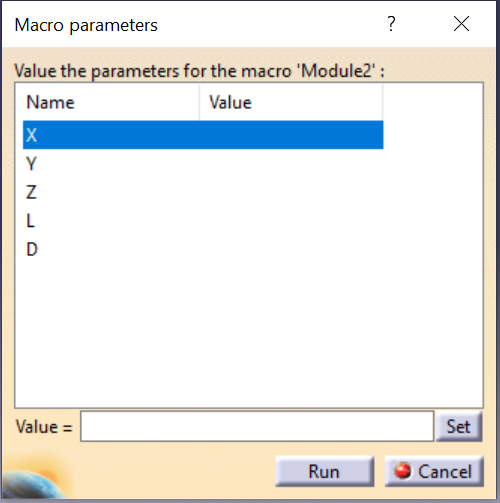 Macro parameters ?
Value the parameters for the macro 'Module2' :
Name Value
X
Y
Z
L
D
Value = Set
Run Cancel